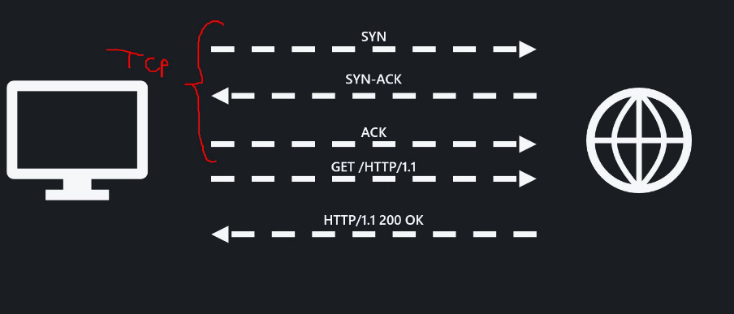 SYN
TCP
SYN-ACK
ACK
GET /HTTP/1.1
HTTP/1.1 200 OK